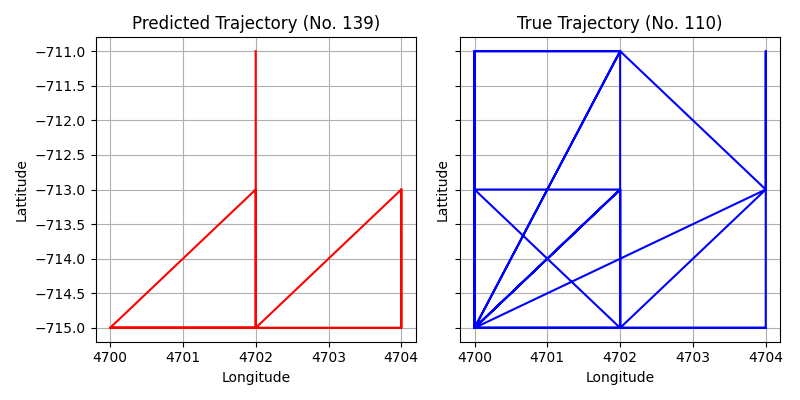 Predicted Trajectory (No. 139)
True Trajectory (No. 110)
−711.0
−711.5
−712.0
−712.5
−713.0
−713.5
−714.0
−714.5
−715.0
Lattitude
Lattitude
4700 4701 4702 4703 4704
4700 4701 4702 4703 4704
Longitude
Longitude